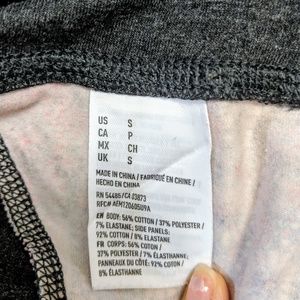 US S
CA P
MX CH
UK S
MADE IN CHINA / FABRIQUÉ EN CHINE /
HECHO EN CHINA
RN 54485/CA 03873
RFC# AEM120605U9A
EN BODY: 56% COTTON / 37% POLYESTER /
7% ELASTANE; SIDE PANELS:
92% COTTON / 8% ELASTANE
FR CORPS: 56% COTON /
37% POLYESTER / 7% ÉLASTHANNE;
PANNEAUX DU CÔTÉ: 92% COTON /
8% ÉLASTHANNE